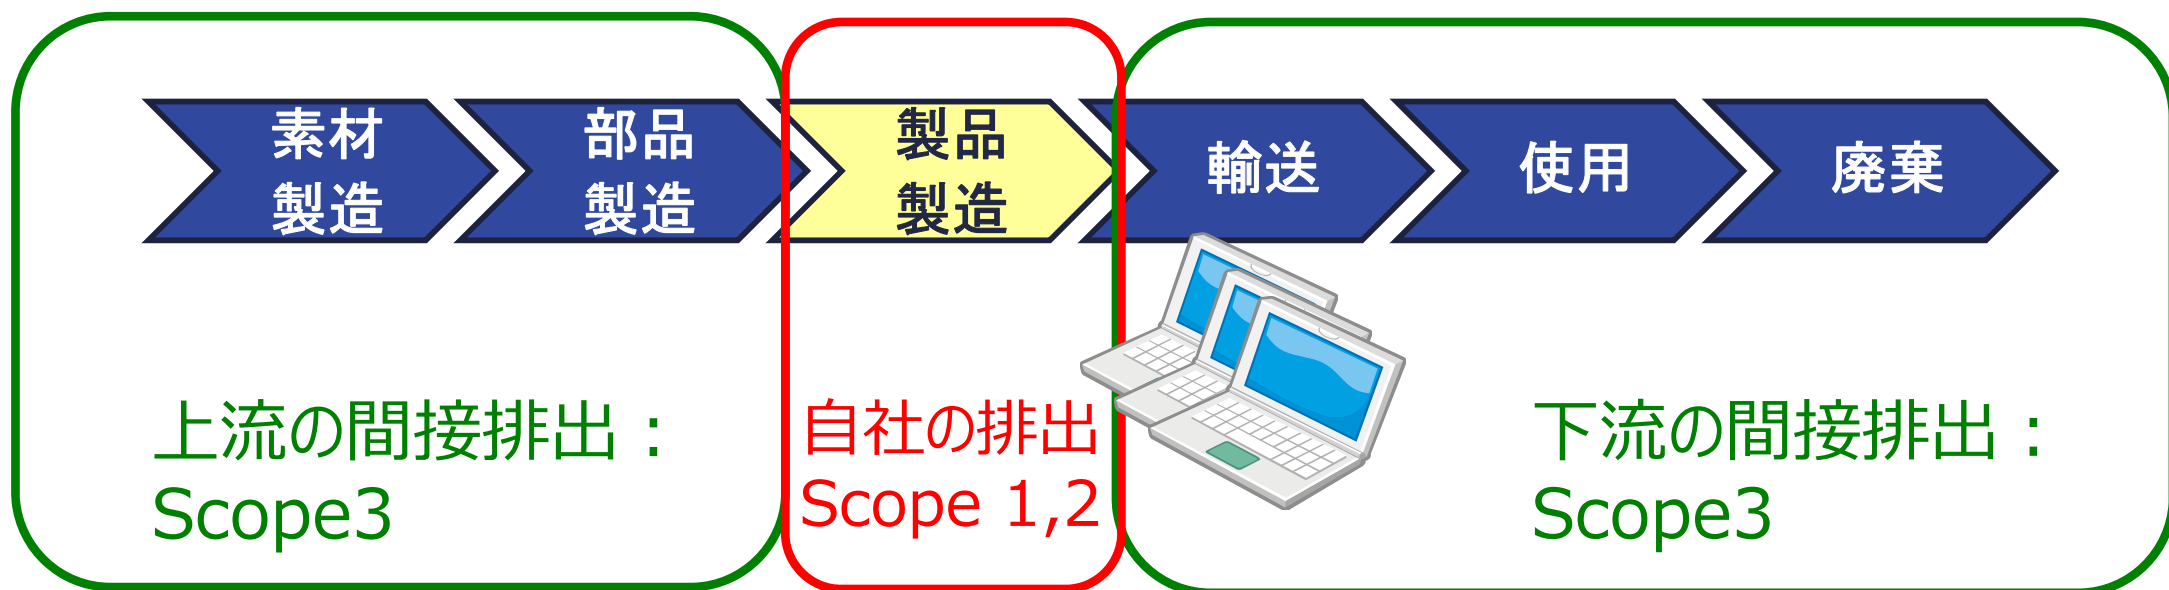 素材
製造
部品
製造
製品
製造
輸送
使用
廃棄
上流の間接排出：
Scope3
自社の排出
Scope 1,2
下流の間接排出：
Scope3